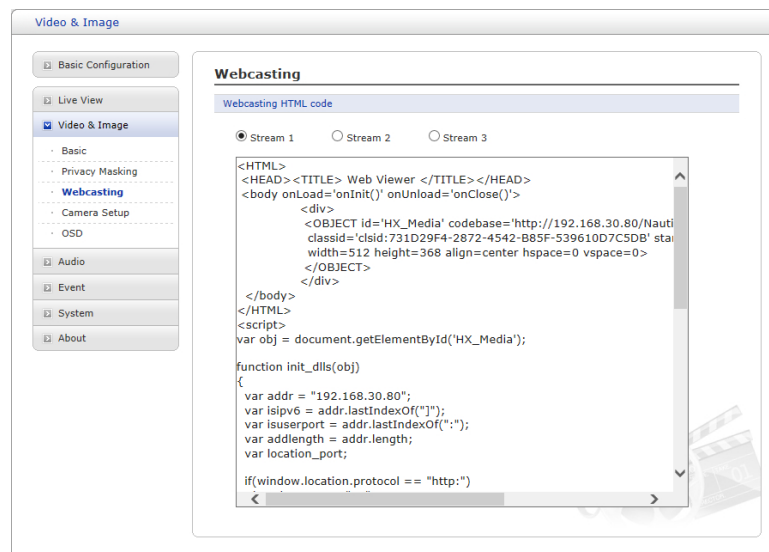 Video & Image
Basic Configuration
Live View
Video & Image
Basic
Privacy Masking
Webcasting
Camera Setup
OSD
Audio
Event
System
About
Webcasting
Webcasting HTML code
Stream 1 Stream 2 Stream 3
<HTML>
<HEAD><TITLE> Web Viewer </TITLE></HEAD>
<body onLoad='onInit()' onUnload='onClose()'>
<div>
<OBJECT id='HX_Media' codebase='http://192.168.30.80/Nauti
classid='clsid:731D29F4-2872-4542-B85F-539610D7C5DB' sta
width=512 height=368 align=center hspace=0 vspace=0>
</OBJECT>
</div>
</body>
</HTML>
<script>
var obj = document.getElementById('HX_Media');
function init_dlls(obj)
{
var addr = "192.168.30.80";
var isipv6 = addr.lastIndexOf("]");
var isuserport = addr.lastIndexOf(":");
var addlength = addr.length;
var location_port;
if(window.location.protocol == "http:")